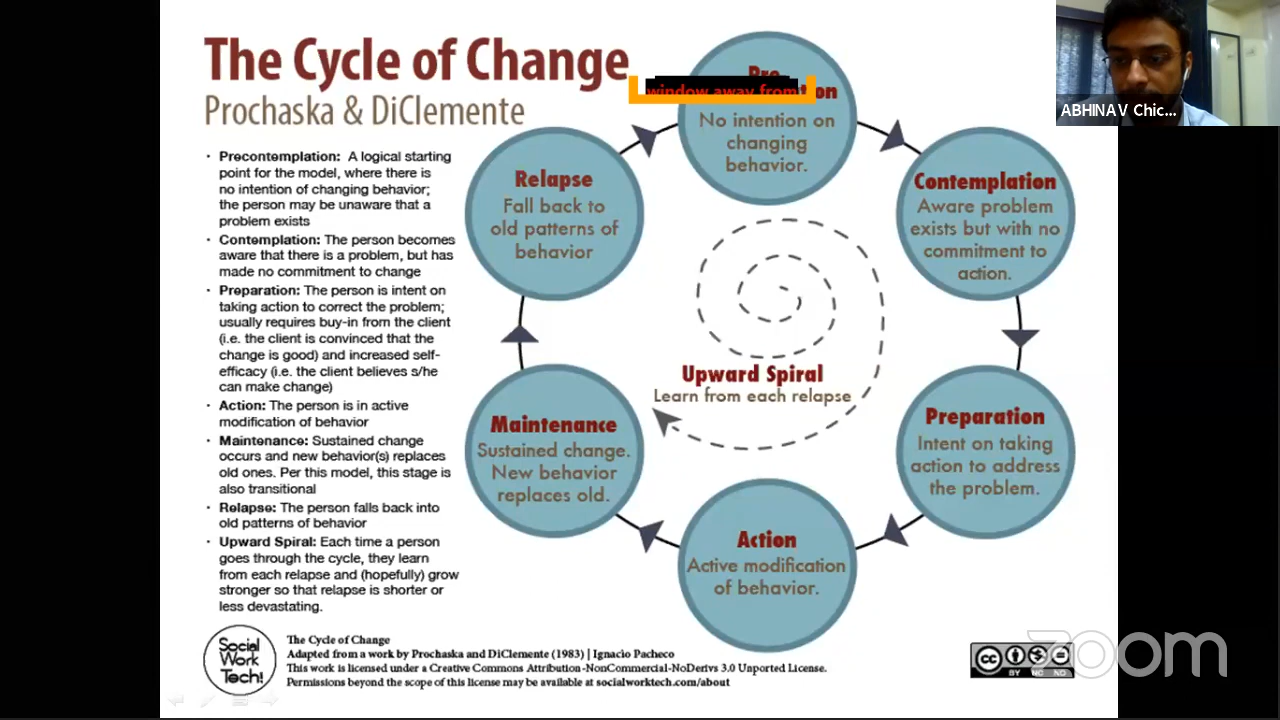 The Cycle of Change
Prochaska & DiClemente
• Precontemplation: A logical starting
point for the model, where there is
no intention of changing behavior;
the person may be unaware that a
problem exists
• Contemplation: The person becomes
aware that there is a problem, but has
made no commitment to change
• Preparation: The person is intent on
taking action to correct the problem;
usually requires buy-in from the client
(i.e. the client is convinced that the
change is good) and increased self-
efficacy (i.e. the client believes s/he
can make change)
• Action: The person is in active
modification of behavior
• Maintenance: Sustained change
occurs and new behavior(s) replaces
old ones. Per this model, this stage is
also transitional
• Relapse: The person falls back into
old patterns of behavior
• Upward Spiral: Each time a person
goes through the cycle, they learn
from each relapse and (hopefully) grow
stronger so that relapse is shorter or
less devastating.
window away from
No intention on
changing
behavior.
Contemplation
Aware problem
exists but with no
commitment to
action.
Preparation
Intent on taking
action to address
the problem.
Action
Active modification
of behavior.
Maintenance
Sustained change.
New behavior
replaces old.
Relapse
Fall back to
old patterns of
behavior
Upward Spiral
Learn from each relapse
Social
Work
Tech!
The Cycle of Change
Adapted from a work by Prochaska and DiClemente (1983) | Ignacio Pacheco
This work is licensed under a Creative Commons Attribution-NonCommercial-NoDerivs 3.0 Unported License.
Permissions beyond the scope of this license may be available at socialworktech.com/about
cc
BY NC ND
zoom
ABHINAV Chic...